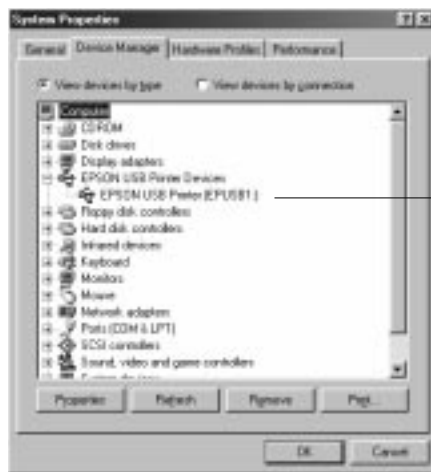 System Properties
General Device Manager Hardware Profiles Performance
View devices by type View devices by connection
Computer
CDROM
Disk drives
Display adapters
EPSON USB Printer Devices
EPSON USB Printer (EPUSB1:)
Floppy disk controllers
Hard disk controllers
Infrared devices
Keyboard
Monitors
Mouse
Network adapters
Ports (COM & LPT)
SCSI controllers
Sound, video and game controllers
System devices
Properties Refresh Remove Print...
OK Cancel